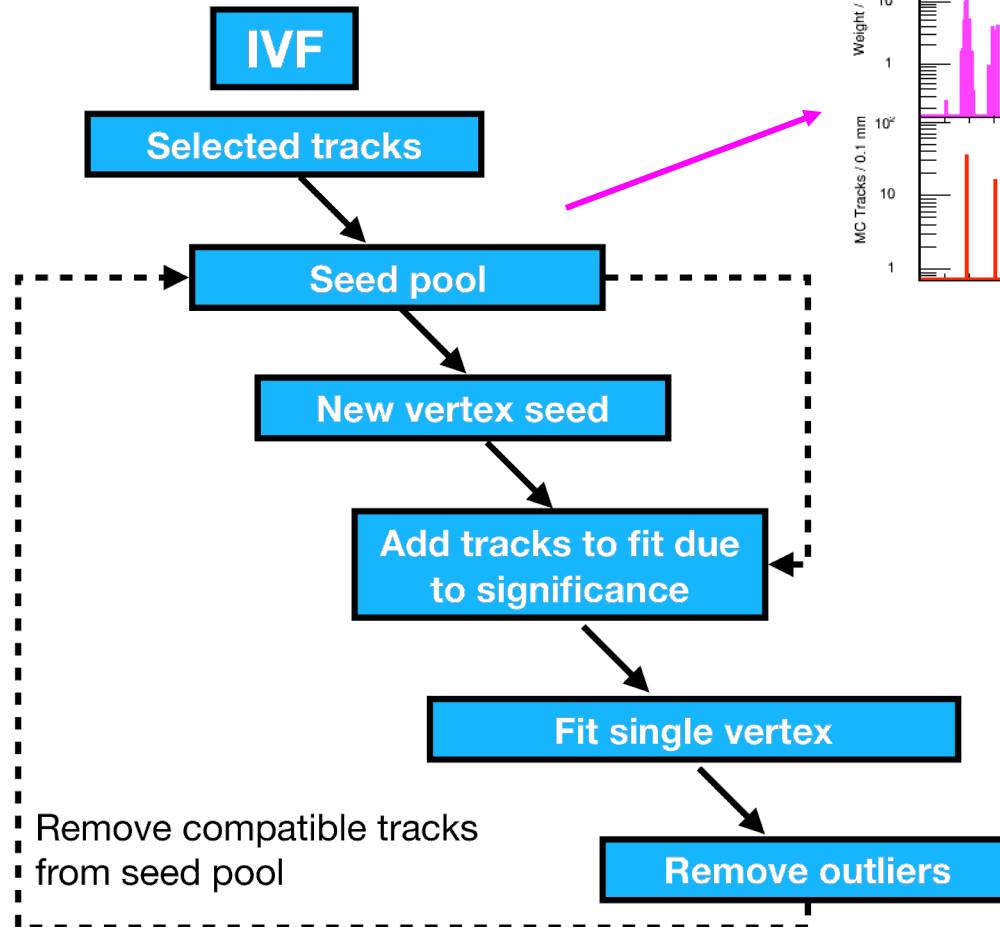 IVF
Selected tracks
Seed pool
New vertex seed
Add tracks to fit due
to significance
Fit single vertex
Remove outliers
Remove compatible tracks
from seed pool
Weight /
10
1
MC Tracks / 0.1 mm
10²
10
1